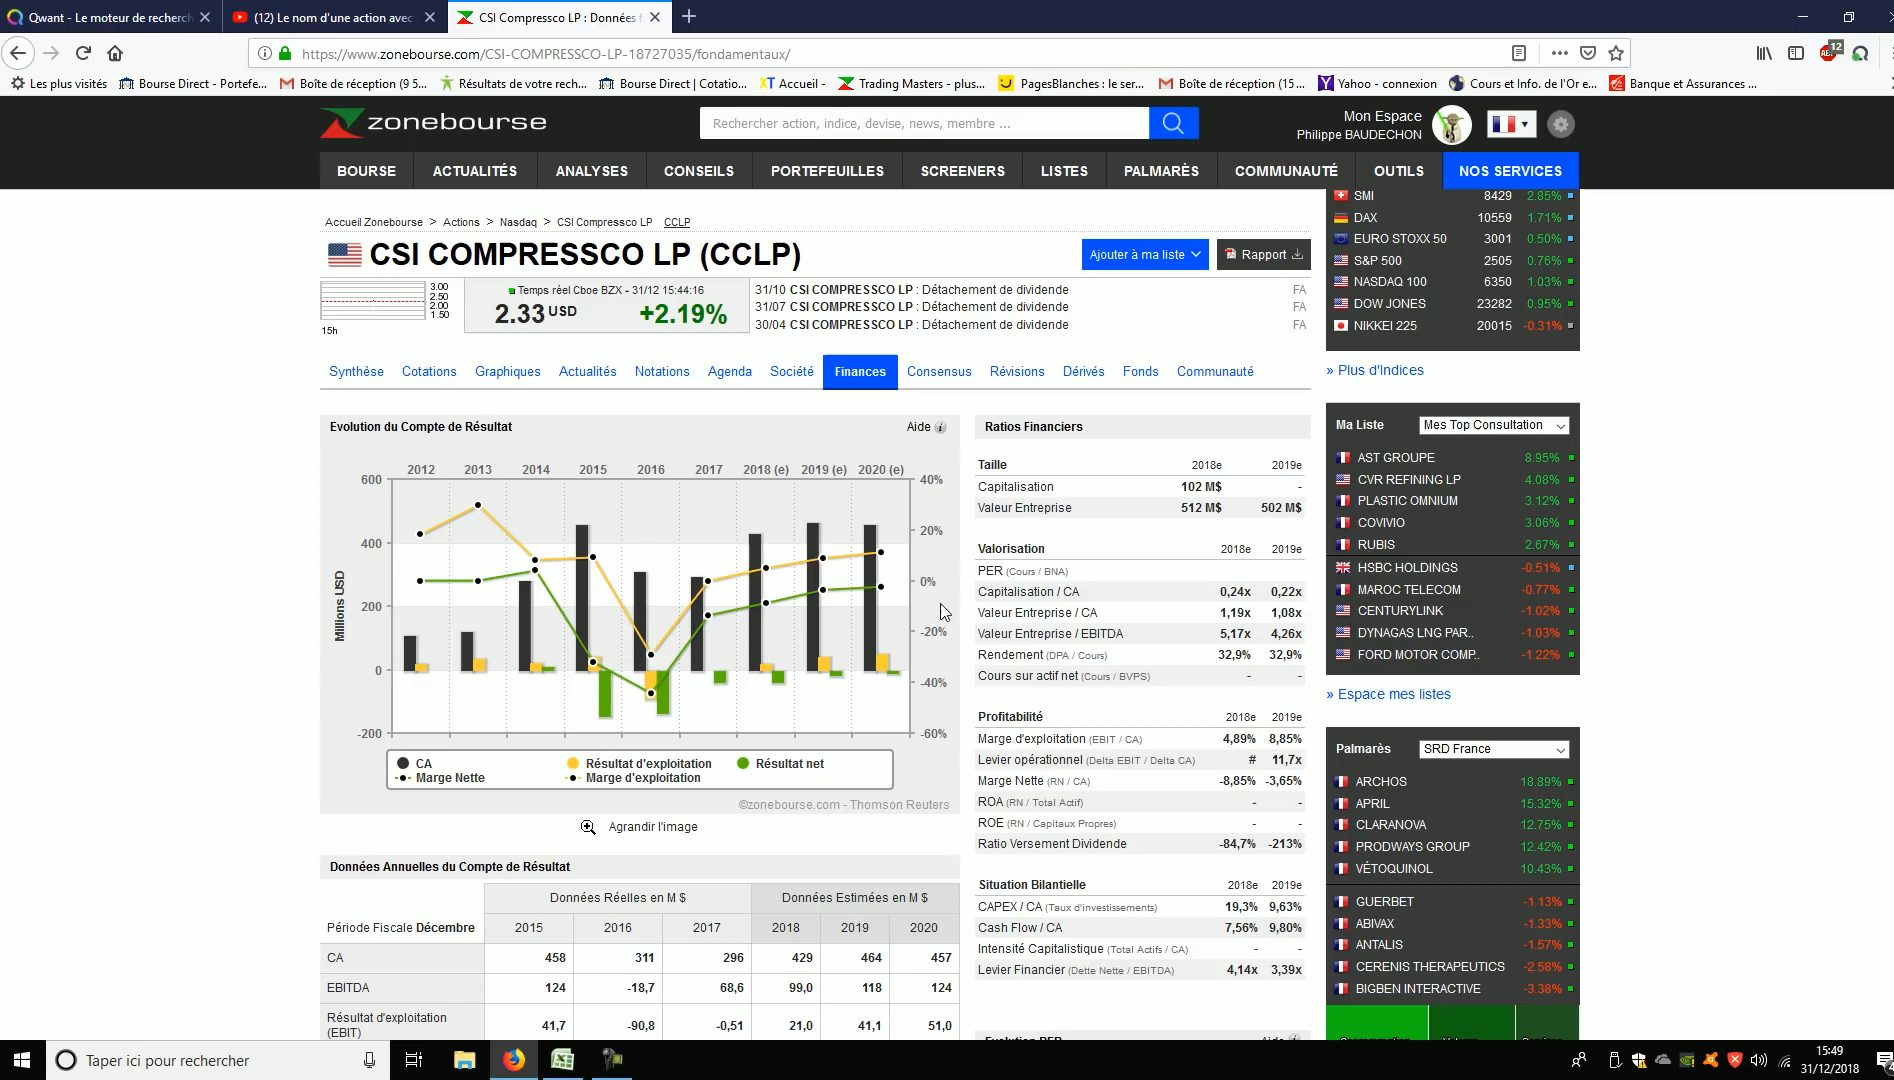 Qwant - Le moteur de recherch
(12) Le nom d'une action avec
CSI Compressco LP : Données f
https://www.zonebourse.com/CSI-COMPRESSCO-LP-18727035/fondamentaux/
12
Les plus visités
Bourse Direct - Portefe...
Boîte de réception (9 5...
Résultats de votre rech...
Bourse Direct | Cotatio...
Accueil -
Trading Masters - plus...
PagesBlanches : le ser...
Boîte de réception (15 ...
Yahoo - connexion
Cours et Info. de l'Or e...
Banque et Assurances ...
zonebourse
Rechercher action, indice, devise, news, membre ...
Mon Espace
Philippe BAUDECHON
BOURSE ACTUALITÉS ANALYSES CONSEILS PORTEFEUILLES SCREENERS LISTES PALMARÈS COMMUNAUTÉ OUTILS NOS SERVICES
Accueil Zonebourse > Actions > Nasdaq > CSI Compressco LP CCLP
CSI COMPRESSCO LP (CCLP)
Ajouter à ma liste
Rapport
3.00
2.50
2.00
1.50
15h
Temps réel Cboe BZX - 31/12 15:44:16
2.33 USD +2.19%
31/10 CSI COMPRESSCO LP : Détachement de dividende FA
31/07 CSI COMPRESSCO LP : Détachement de dividende FA
30/04 CSI COMPRESSCO LP : Détachement de dividende FA
Synthèse Cotations Graphiques Actualités Notations Agenda Société Finances Consensus Révisions Dérivés Fonds Communauté
Evolution du Compte de Résultat Aide
2012 2013 2014 2015 2016 2017 2018 (e) 2019 (e) 2020 (e)
600
400
200
0
-200
Millions USD
40%
20%
0%
-20%
-40%
-60%
CA Résultat d'exploitation Résultat net
Marge Nette Marge d'exploitation
©zonebourse.com - Thomson Reuters
Agrandir l'image
Données Annuelles du Compte de Résultat
Données Réelles en M $ Données Estimées en M $
Période Fiscale Décembre 2015 2016 2017 2018 2019 2020
CA 458 311 296 429 464 457
EBITDA 124 -18,7 68,6 99,0 118 124
Résultat d'exploitation
(EBIT) 41,7 -90,8 -0,51 21,0 41,1 51,0
Ratios Financiers
Taille 2018e 2019e
Capitalisation 102 M$ -
Valeur Entreprise 512 M$ 502 M$
Valorisation 2018e 2019e
PER (Cours / BNA)
Capitalisation / CA 0,24x 0,22x
Valeur Entreprise / CA 1,19x 1,08x
Valeur Entreprise / EBITDA 5,17x 4,26x
Rendement (DPA / Cours) 32,9% 32,9%
Cours sur actif net (Cours / BVPS) - -
Profitabilité 2018e 2019e
Marge d'exploitation (EBIT / CA) 4,89% 8,85%
Levier opérationnel (Delta EBIT / Delta CA) # 11,7x
Marge Nette (RN / CA) -8,85% -3,65%
ROA (RN / Total Actif) - -
ROE (RN / Capitaux Propres) - -
Ratio Versement Dividende -84,7% -213%
Situation Bilantielle 2018e 2019e
CAPEX / CA (Taux d'investissements) 19,3% 9,63%
Cash Flow / CA 7,56% 9,80%
Intensité Capitalistique (Total Actifs / CA) - -
Levier Financier (Dette Nette / EBITDA) 4,14x 3,39x
SMI 8429 2.85%
DAX 10559 1.71%
EURO STOXX 50 3001 0.50%
S&P 500 2505 0.76%
NASDAQ 100 6350 1.03%
DOW JONES 23282 0.95%
NIKKEI 225 20015 -0.31%
» Plus d'Indices
Ma Liste Mes Top Consultation
AST GROUPE 8.95%
CVR REFINING LP 4.08%
PLASTIC OMNIUM 3.12%
COVIVIO 3.06%
RUBIS 2.67%
HSBC HOLDINGS -0.51%
MAROC TELECOM -0.77%
CENTURYLINK -1.02%
DYNAGAS LNG PAR.. -1.03%
FORD MOTOR COMP.. -1.22%
» Espace mes listes
Palmarès SRD France
ARCHOS 18.89%
APRIL 15.32%
CLARANOVA 12.75%
PRODWAYS GROUP 12.42%
VÉTOQUINOL 10.43%
GUERBET -1.13%
ABIVAX -1.33%
ANTALIS -1.57%
CERENIS THERAPEUTICS -2.58%
BIGBEN INTERACTIVE -3.38%
Taper ici pour rechercher
15:49
31/12/2018